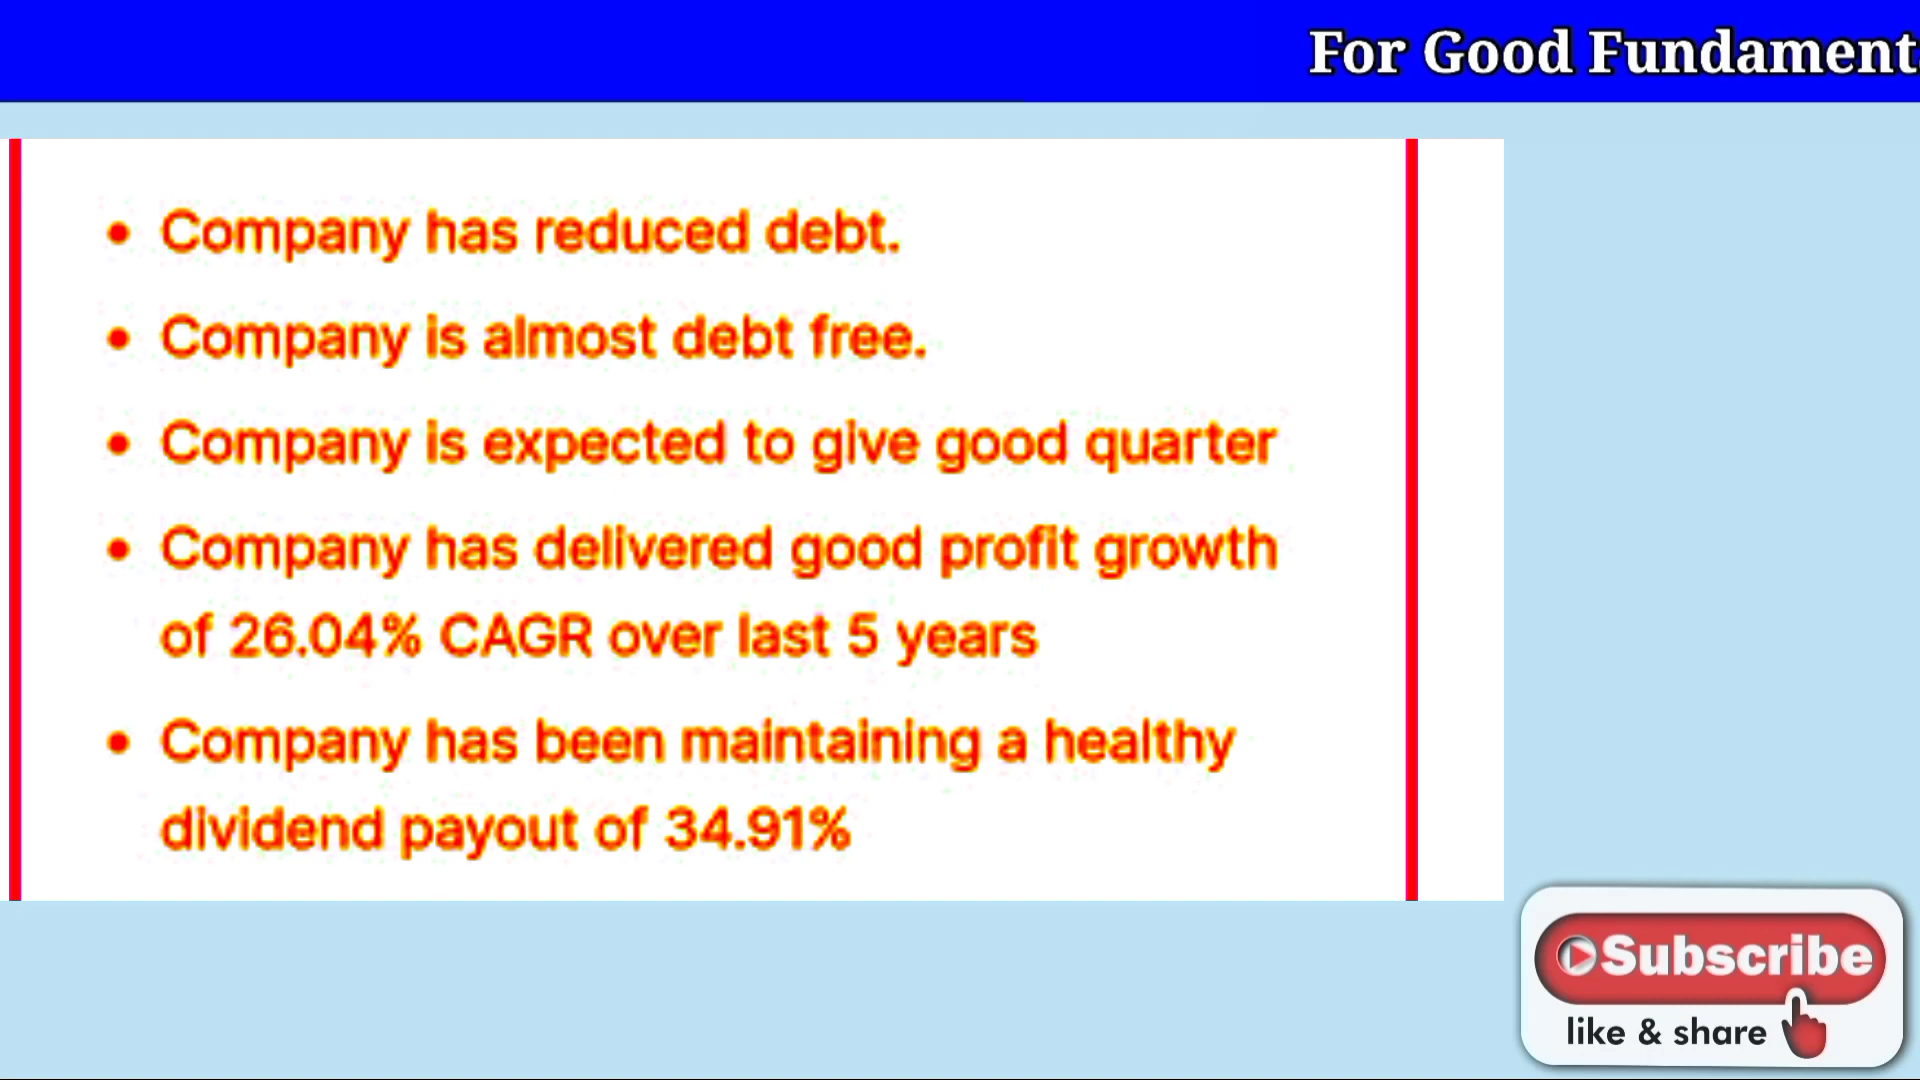 For Good Fundament
• Company has reduced debt.
• Company is almost debt free.
• Company is expected to give good quarter
• Company has delivered good profit growth
of 26.04% CAGR over last 5 years
• Company has been maintaining a healthy
dividend payout of 34.91%
Subscribe
like & share